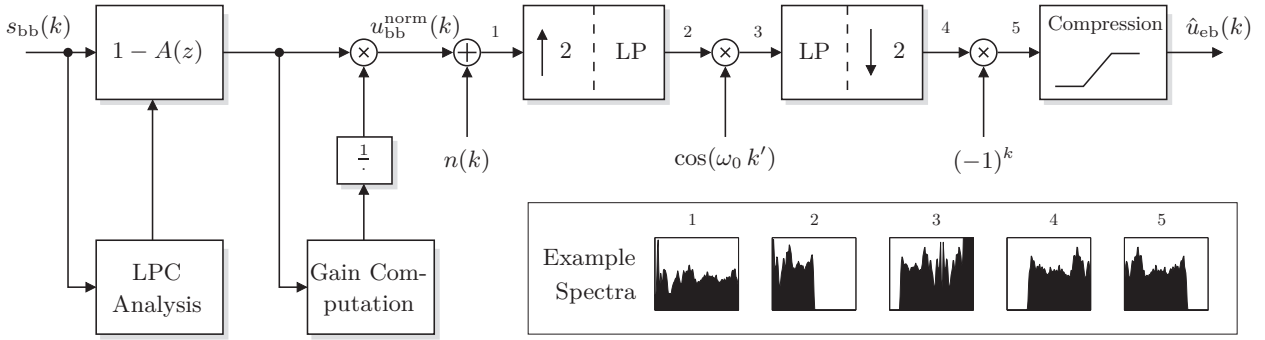 s_bb(k)
1 − A(z)
u_bb^norm(k)
1
↑ 2 LP
2
3
LP ↓ 2
4
5
Compression
û_eb(k)
1/·
n(k)
cos(ω₀ k′)
(−1)^k
LPC
Analysis
Gain Com-
putation
1 2 3 4 5
Example
Spectra